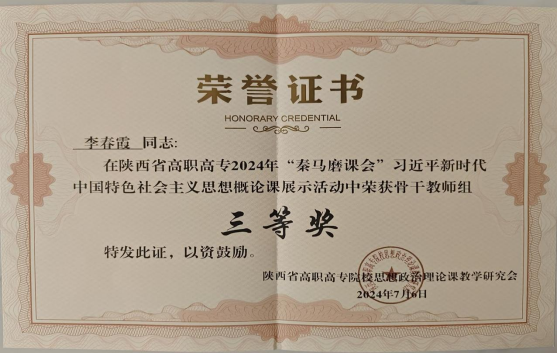 荣誉证书
HONORARY CREDENTIAL
李春霞 同志:
在陕西省高职高专2024年“秦马磨课会”习近平新时代
中国特色社会主义思想概论课展示活动中荣获骨干教师组
三等奖
特发此证，以资鼓励。
陕西省高职高专院校思想政治理论课教学研究会
2024年7月6日